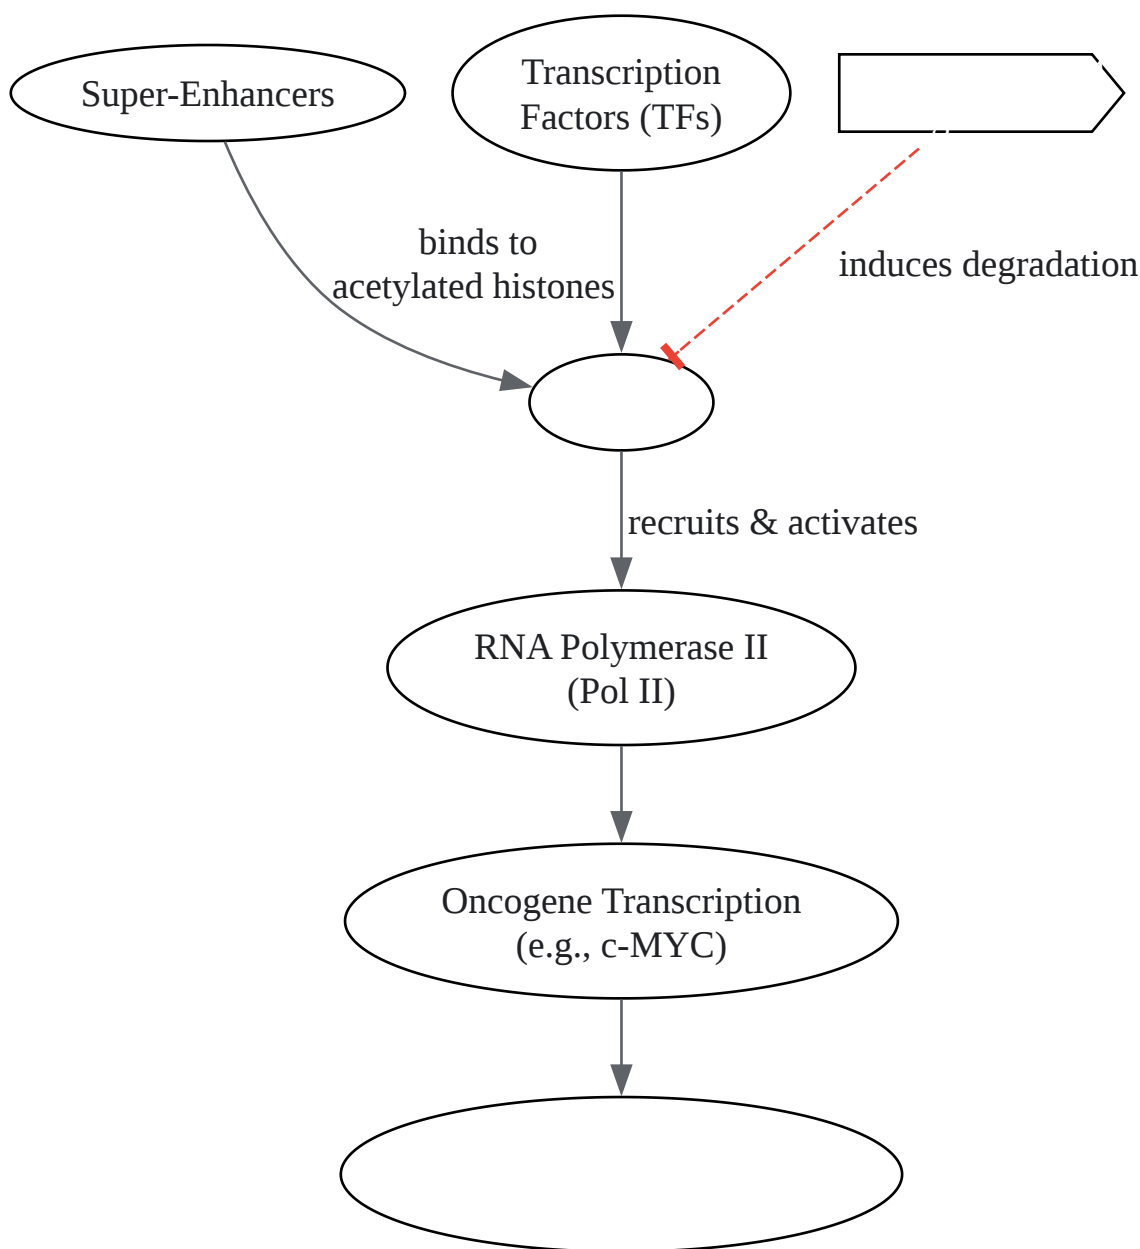 Super-Enhancers
Transcription
Factors (TFs)
binds to
acetylated histones
induces degradation
recruits & activates
RNA Polymerase II
(Pol II)
Oncogene Transcription
(e.g., c-MYC)